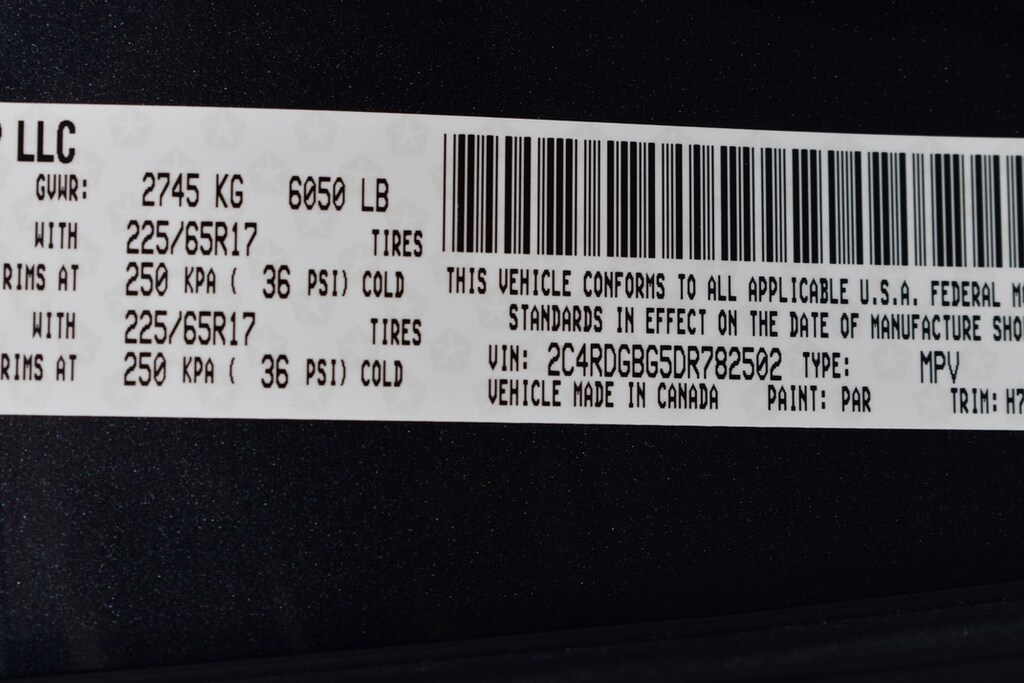 LLC
GVWR: 2745 KG 6050 LB
WITH 225/65R17 TIRES
RIMS AT 250 KPA ( 36 PSI) COLD
WITH 225/65R17 TIRES
RIMS AT 250 KPA ( 36 PSI) COLD
THIS VEHICLE CONFORMS TO ALL APPLICABLE U.S.A. FEDERAL M
STANDARDS IN EFFECT ON THE DATE OF MANUFACTURE SHO
VIN: 2C4RDGBG5DR782502 TYPE: MPV
VEHICLE MADE IN CANADA PAINT: PAR TRIM: H7